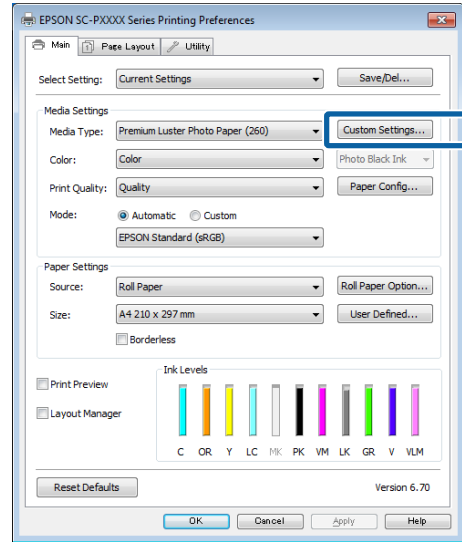 EPSON SC-PXXXX Series Printing Preferences
Main Page Layout Utility
Select Setting: Current Settings Save/Del...
Media Settings
Media Type: Premium Luster Photo Paper (260) Custom Settings...
Color: Color Photo Black Ink
Print Quality: Quality Paper Config...
Mode: Automatic Custom
EPSON Standard (sRGB)
Paper Settings
Source: Roll Paper Roll Paper Option...
Size: A4 210 x 297 mm User Defined...
Borderless
Ink Levels
Print Preview
Layout Manager
C OR Y LC MK PK VM LK GR V VLM
Reset Defaults Version 6.70
OK Cancel Apply Help